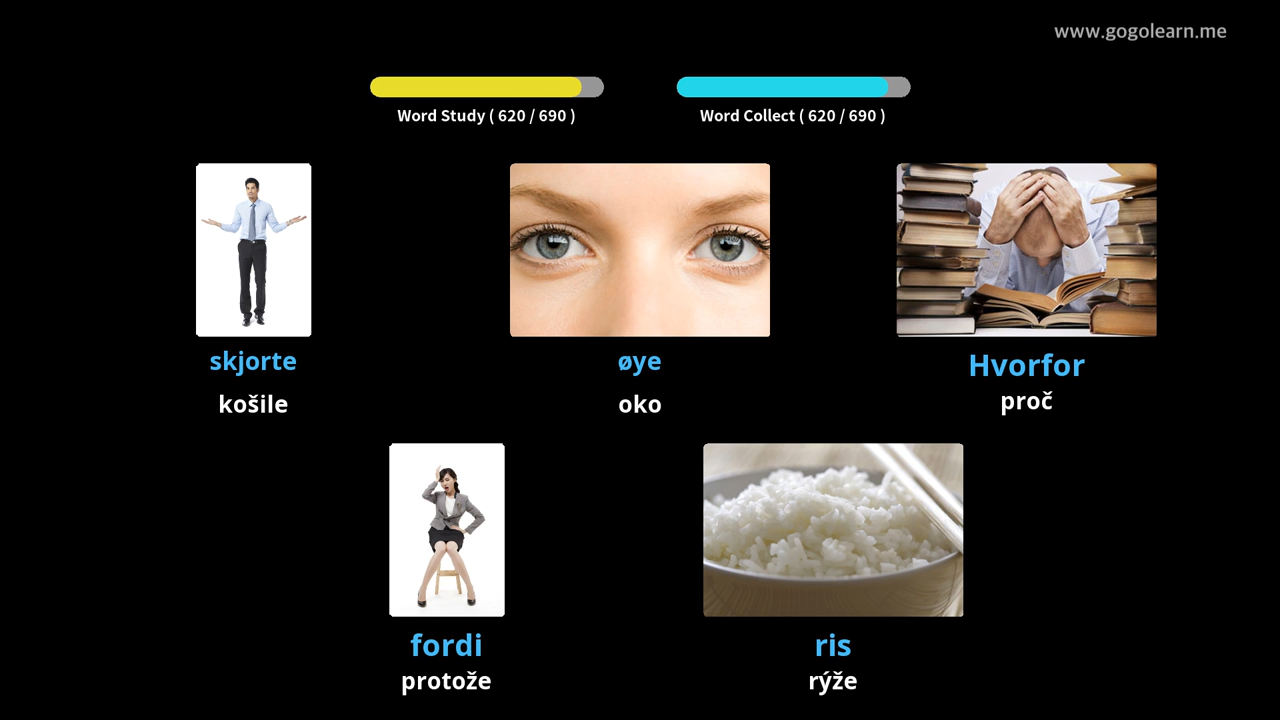 www.gogolearn.me
Word Study ( 620 / 690 )
Word Collect ( 620 / 690 )
skjorte
košile
øye
oko
Hvorfor
proč
fordi
protože
ris
rýže